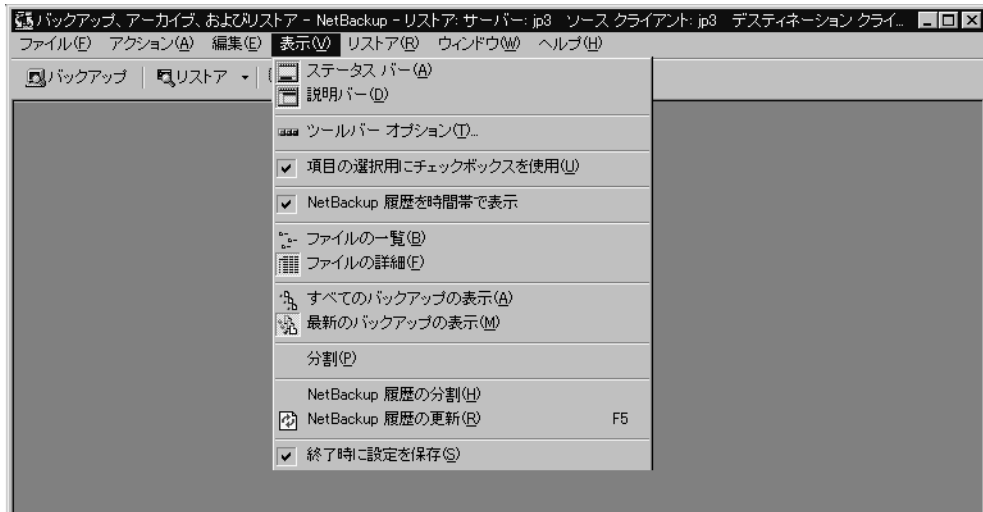 バックアップ、アーカイブ、およびリストア - NetBackup - リストア: サーバー: jp3 ソース クライアント: jp3 デスティネーション クライ...
ファイル(F) アクション(A) 編集(E) 表示(V) リストア(R) ウィンドウ(W) ヘルプ(H)
バックアップ リストア
ステータス バー(A)
説明バー(D)
ツールバー オプション(T)...
項目の選択用にチェックボックスを使用(U)
NetBackup 履歴を時間帯で表示
ファイルの一覧(B)
ファイルの詳細(F)
すべてのバックアップの表示(A)
最新のバックアップの表示(M)
分割(P)
NetBackup 履歴の分割(H)
NetBackup 履歴の更新(R) F5
終了時に設定を保存(S)